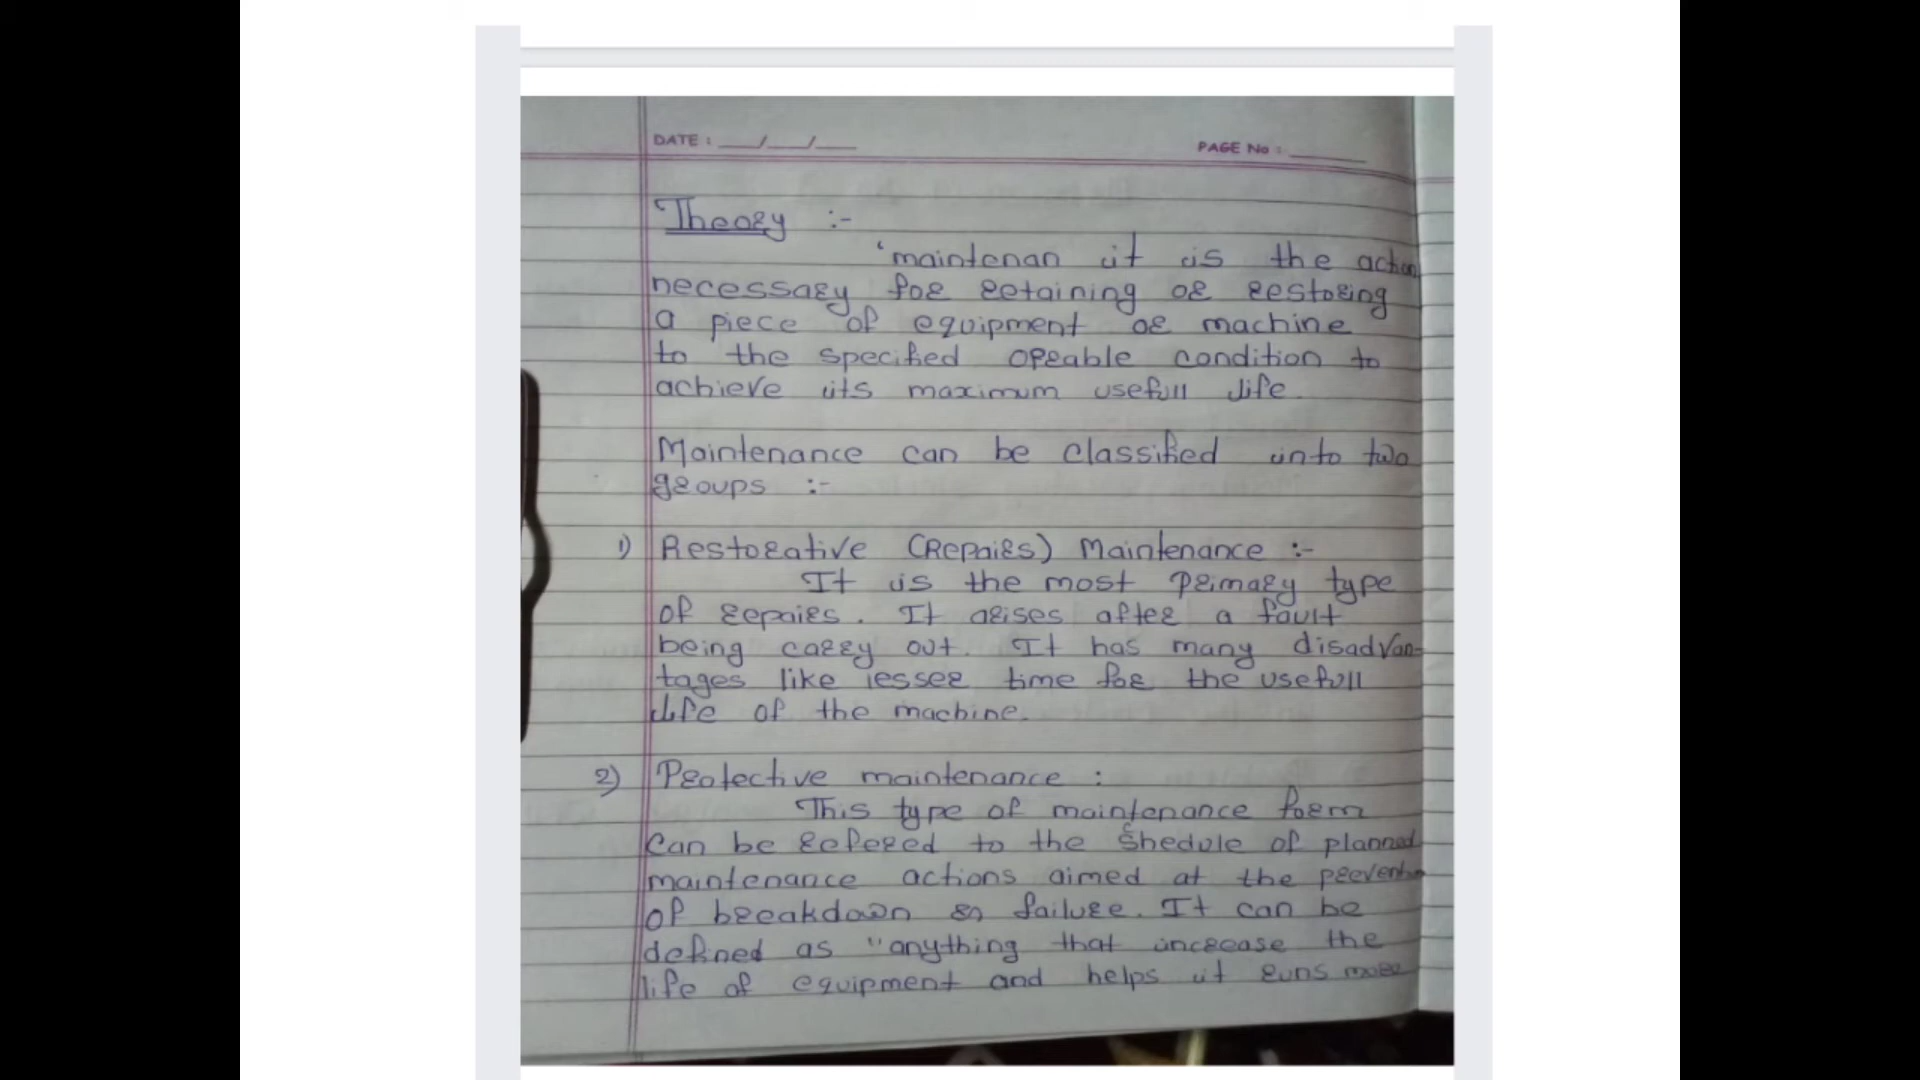 DATE : __/__/__
PAGE No : ______
Theory :-
'maintenan it is the action
necessary for retaining or restoring
a piece of equipment or machine
to the specified opeable condition to
achieve its maximum usefull life.
Maintenance can be classified into two
groups :-
1) Restorative (Repairs) Maintenance :-
It is the most primary type
of repairs. It arises after a fault
being carry out. It has many disadvan-
tages like lesser time for the usefull
life of the machine.
2) Protective maintenance :
This type of maintenance form
can be refered to the shedule of planned
maintenance actions aimed at the prevention
of breakdown & failure. It can be
defined as "anything that increase the
life of equipment and helps it runs more